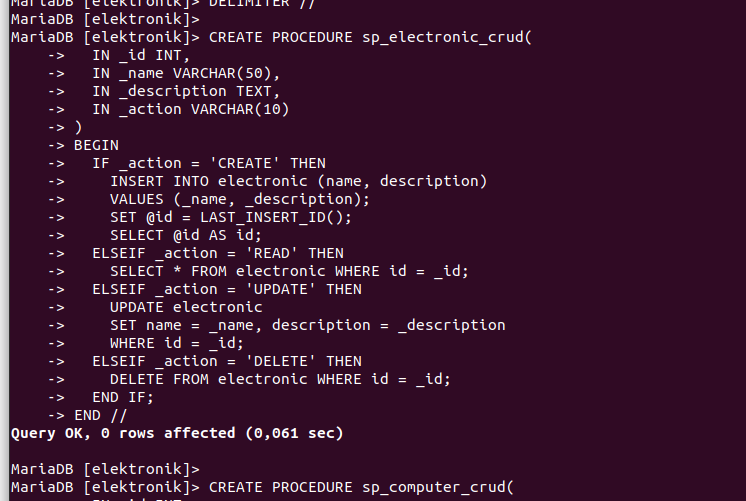 MariaDB [elektronik]> DELIMITER //
MariaDB [elektronik]>
MariaDB [elektronik]> CREATE PROCEDURE sp_electronic_crud(
    ->   IN _id INT,
    ->   IN _name VARCHAR(50),
    ->   IN _description TEXT,
    ->   IN _action VARCHAR(10)
    -> )
    -> BEGIN
    ->   IF _action = 'CREATE' THEN
    ->     INSERT INTO electronic (name, description)
    ->     VALUES (_name, _description);
    ->     SET @id = LAST_INSERT_ID();
    ->     SELECT @id AS id;
    ->   ELSEIF _action = 'READ' THEN
    ->     SELECT * FROM electronic WHERE id = _id;
    ->   ELSEIF _action = 'UPDATE' THEN
    ->     UPDATE electronic
    ->     SET name = _name, description = _description
    ->     WHERE id = _id;
    ->   ELSEIF _action = 'DELETE' THEN
    ->     DELETE FROM electronic WHERE id = _id;
    ->   END IF;
    -> END //
Query OK, 0 rows affected (0,061 sec)
MariaDB [elektronik]>
MariaDB [elektronik]> CREATE PROCEDURE sp_computer_crud(